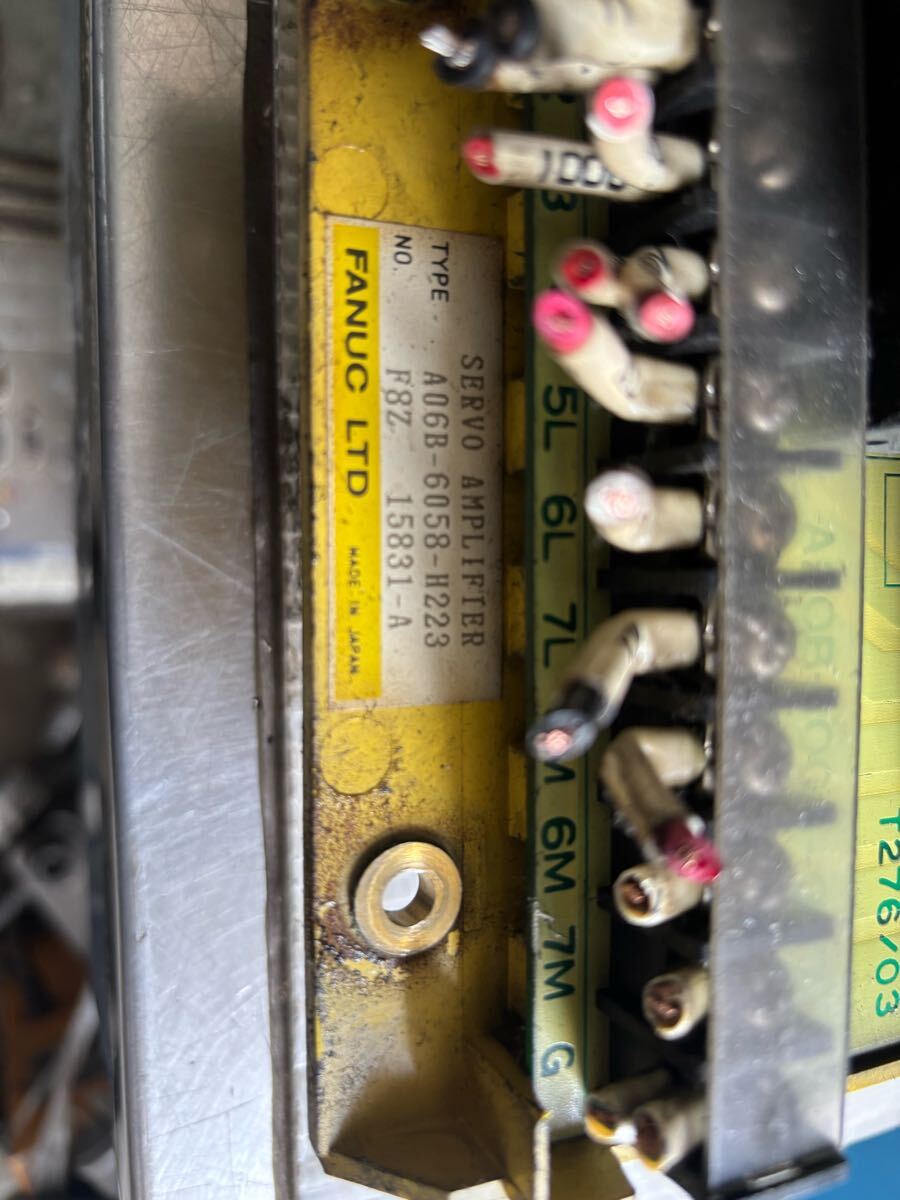 SERVO AMPLIFIER
TYPE A06B-6058-H223
NO. F8Z 15831-A
FANUC LTD MADE IN JAPAN
1000
5L 6L 7L
6M 7M G
T276/03